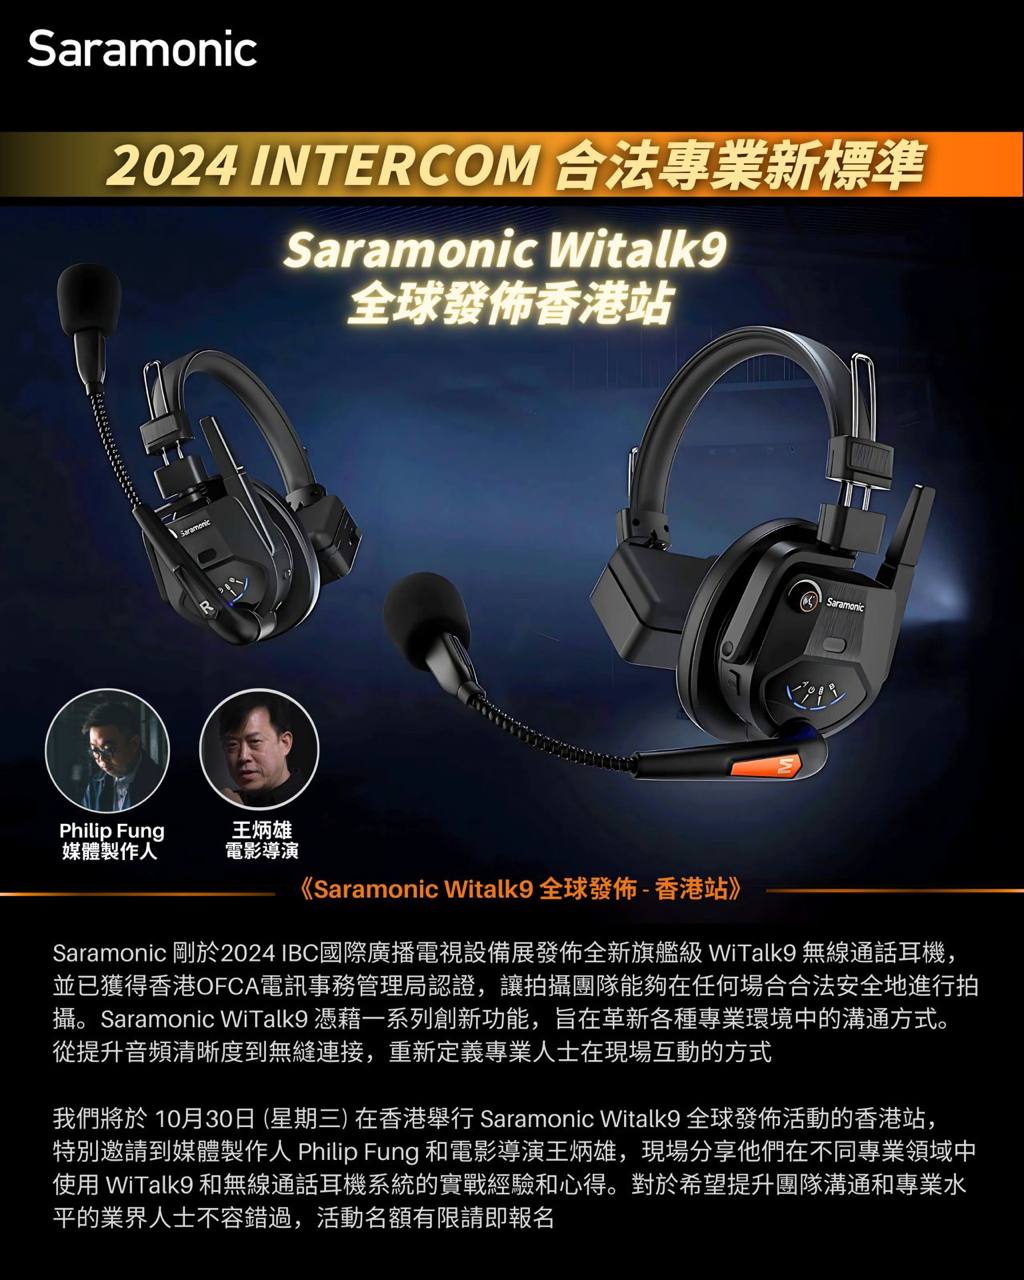 Saramonic
2024 INTERCOM 合法專業新標準
Saramonic Witalk9
全球發佈香港站
Saramonic
R
Saramonic
M
Philip Fung
媒體製作人
王炳雄
電影導演
《Saramonic Witalk9 全球發佈 - 香港站》
Saramonic 剛於2024 IBC國際廣播電視設備展發佈全新旗艦級 WiTalk9 無線通話耳機，
並已獲得香港OFCA電訊事務管理局認證，讓拍攝團隊能夠在任何場合合法安全地進行拍
攝。Saramonic WiTalk9 憑藉一系列創新功能，旨在革新各種專業環境中的溝通方式。
從提升音頻清晰度到無縫連接，重新定義專業人士在現場互動的方式
我們將於 10月30日 (星期三) 在香港舉行 Saramonic Witalk9 全球發佈活動的香港站，
特別邀請到媒體製作人 Philip Fung 和電影導演王炳雄，現場分享他們在不同專業領域中
使用 WiTalk9 和無線通話耳機系統的實戰經驗和心得。對於希望提升團隊溝通和專業水
平的業界人士不容錯過，活動名額有限請即報名